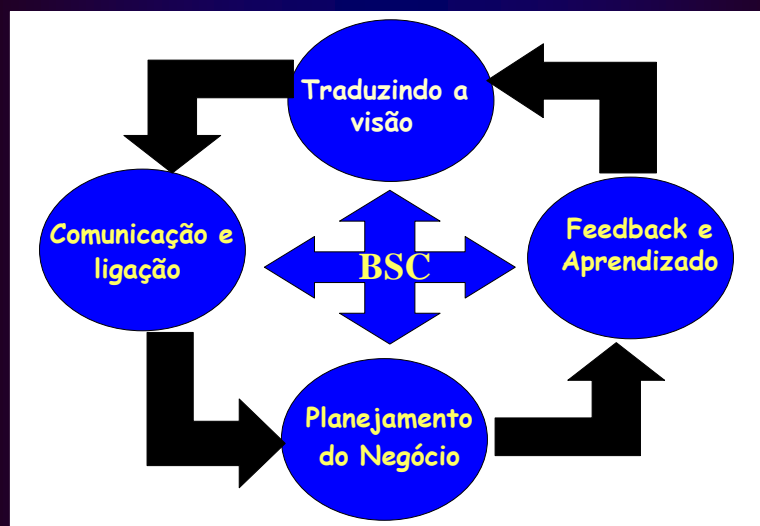 Traduzindo a
visão
Comunicação e
ligação
BSC
Feedback e
Aprendizado
Planejamento
do Negócio